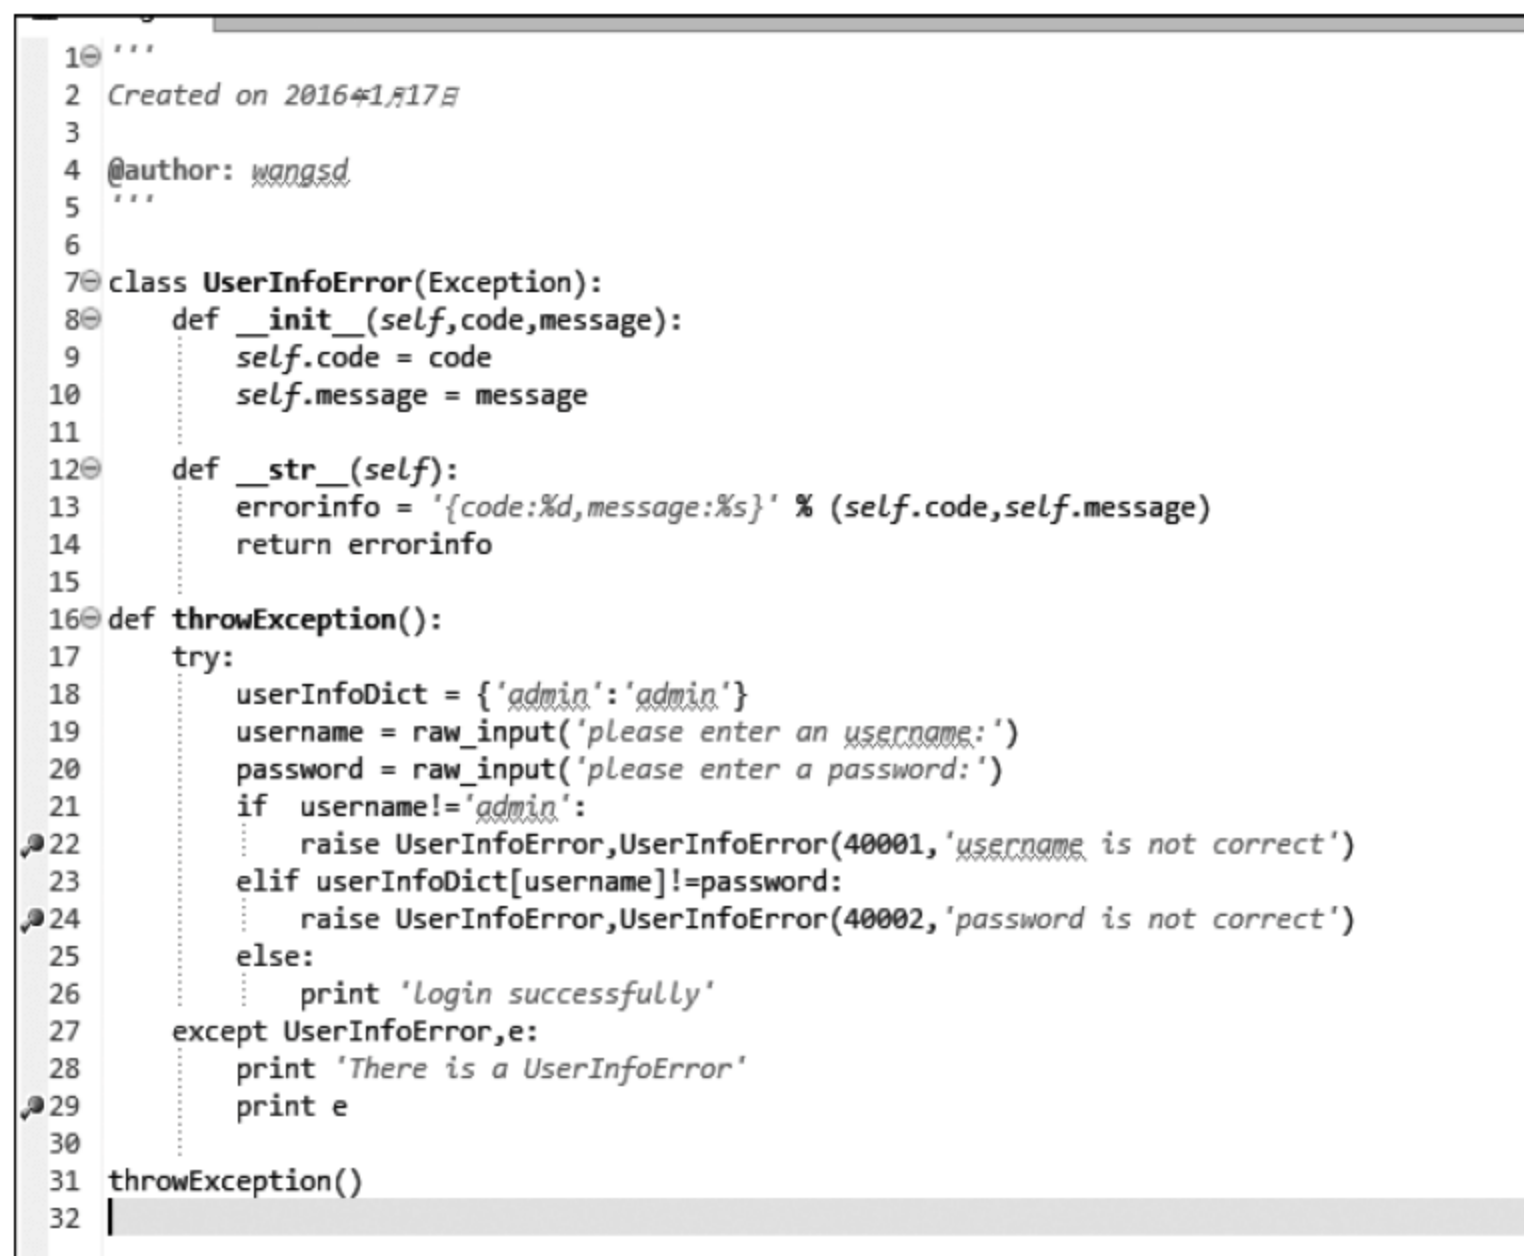 1 '''
2 Created on 2016年1月17日
3
4 @author: wangsd
5 '''
6
7 class UserInfoError(Exception):
8     def __init__(self,code,message):
9         self.code = code
10         self.message = message
11
12     def __str__(self):
13         errorinfo = '{code:%d,message:%s}' % (self.code,self.message)
14         return errorinfo
15
16 def throwException():
17     try:
18         userInfoDict = {'admin':'admin'}
19         username = raw_input('please enter an username:')
20         password = raw_input('please enter a password:')
21         if  username!='admin':
22             raise UserInfoError,UserInfoError(40001,'username is not correct')
23         elif userInfoDict[username]!=password:
24             raise UserInfoError,UserInfoError(40002,'password is not correct')
25         else:
26             print 'login successfully'
27     except UserInfoError,e:
28         print 'There is a UserInfoError'
29         print e
30
31 throwException()
32